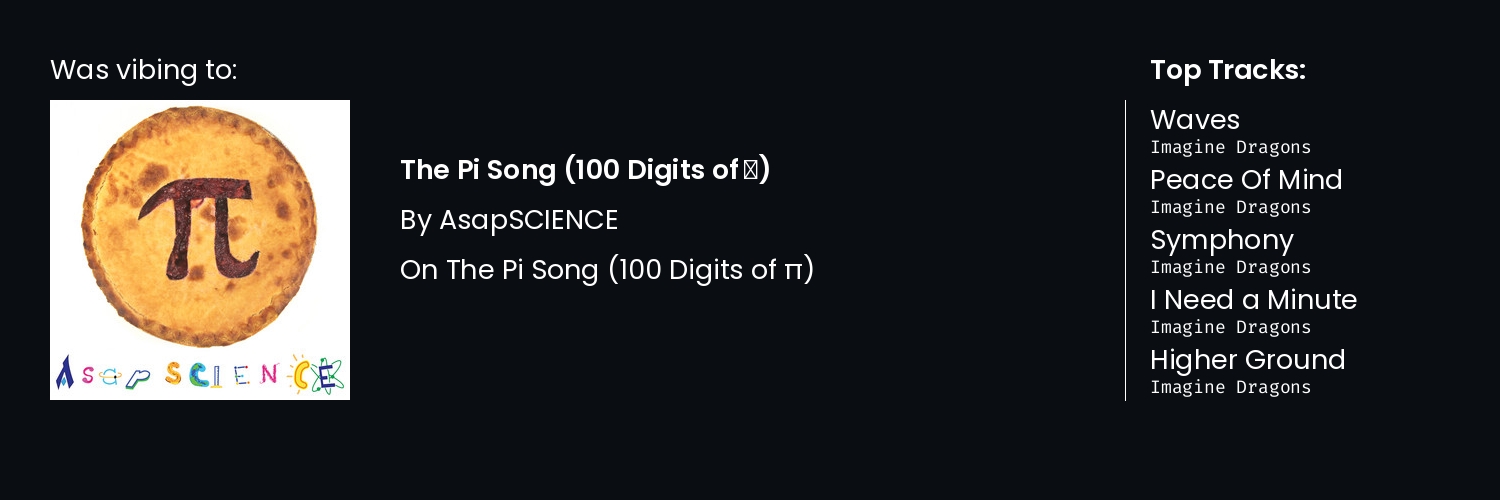 Was vibing to:
Asap SCIENCE
The Pi Song (100 Digits of )
By AsapSCIENCE
On The Pi Song (100 Digits of π)
Top Tracks:
Waves
Imagine Dragons
Peace Of Mind
Imagine Dragons
Symphony
Imagine Dragons
I Need a Minute
Imagine Dragons
Higher Ground
Imagine Dragons